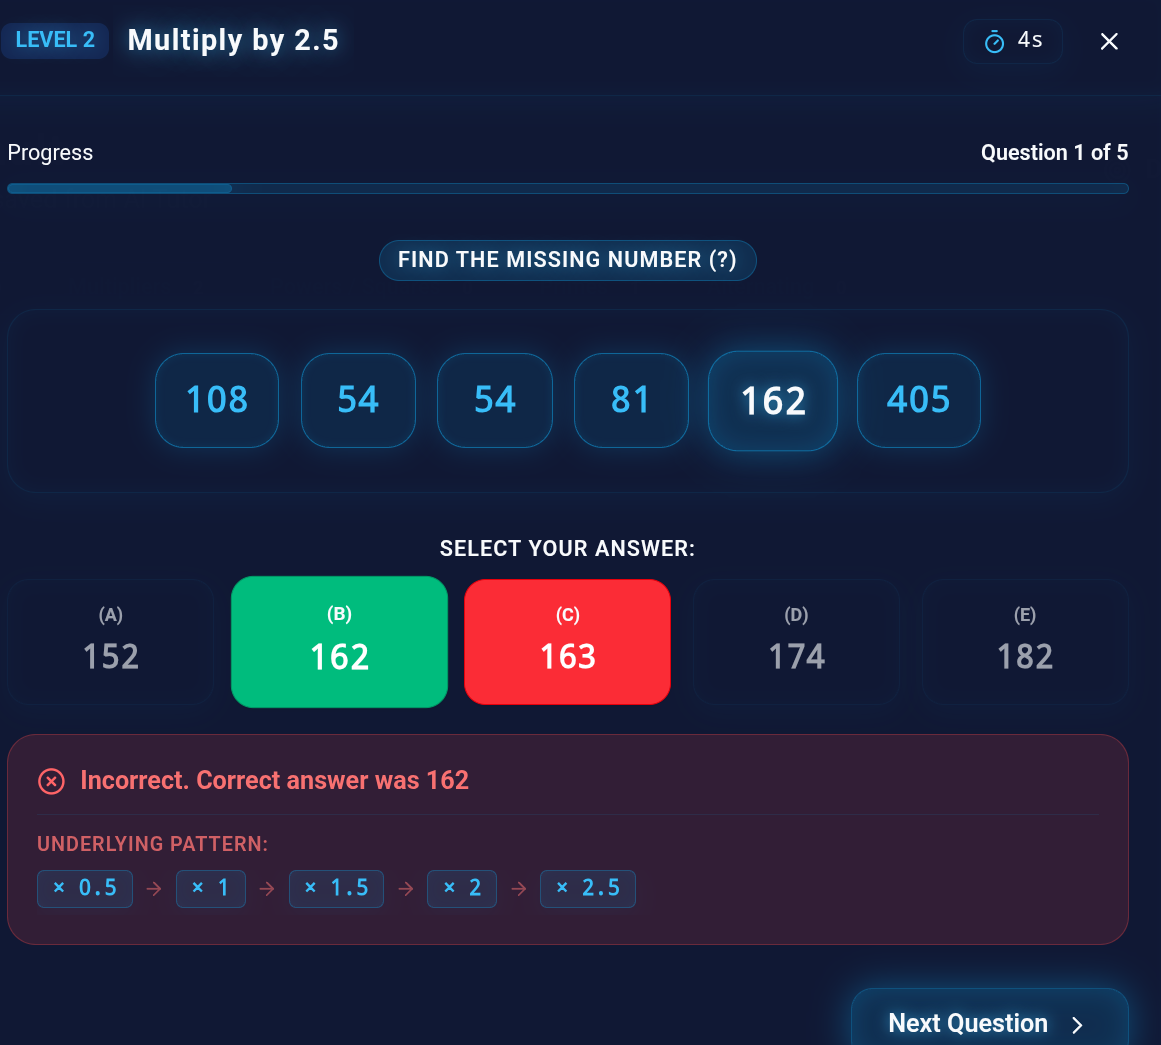 LEVEL 2 Multiply by 2.5 4s
Progress Question 1 of 5
FIND THE MISSING NUMBER (?)
108 54 54 81 162 405
SELECT YOUR ANSWER:
(A) (B) (C) (D) (E)
152 162 163 174 182
Incorrect. Correct answer was 162
UNDERLYING PATTERN:
× 0.5 → × 1 → × 1.5 → × 2 → × 2.5
Next Question